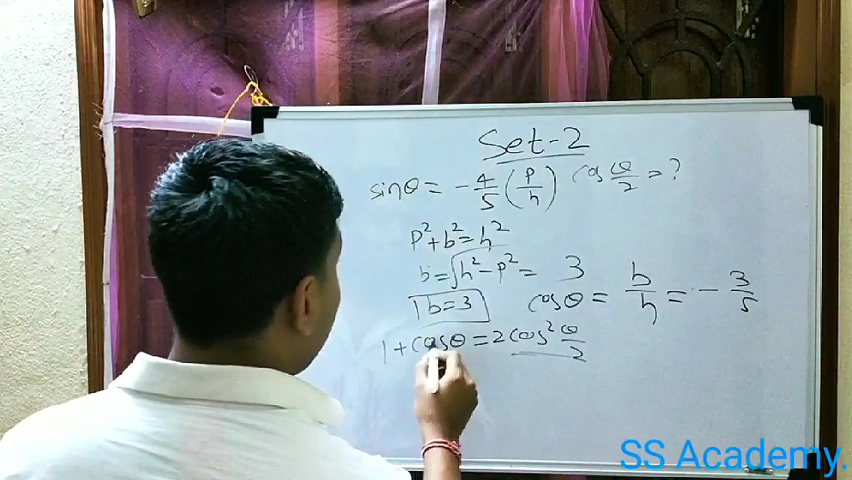 Set-2
sinθ = -4/5 (P/h) cos θ/2 = ?
P²+b²=h²
b=√h²-P² = 3
b=3 cosθ = b/h = -3/5
1+cosθ=2cos² θ/2
SS Academy.